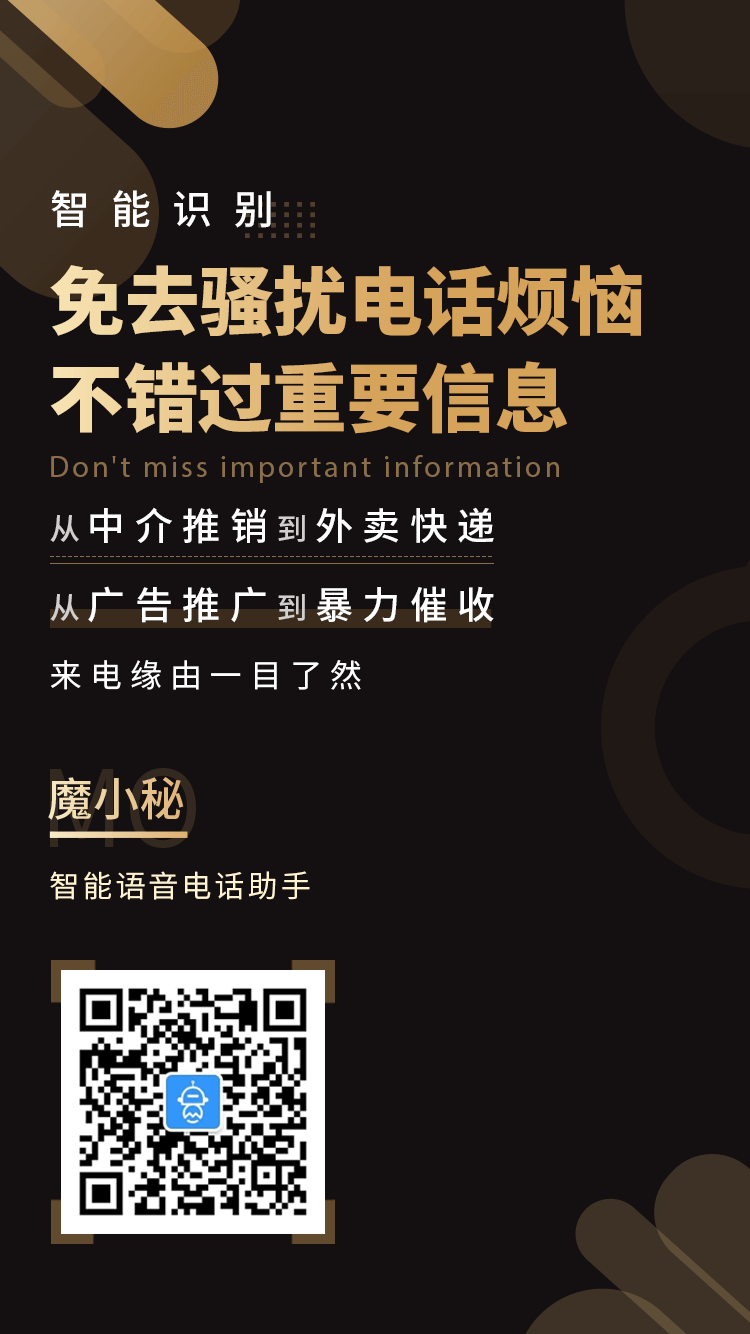 智能识别
免去骚扰电话烦恼
不错过重要信息
Don't miss important information
从中介推销到外卖快递
从广告推广到暴力催收
来电缘由一目了然
MO
魔小秘
智能语音电话助手